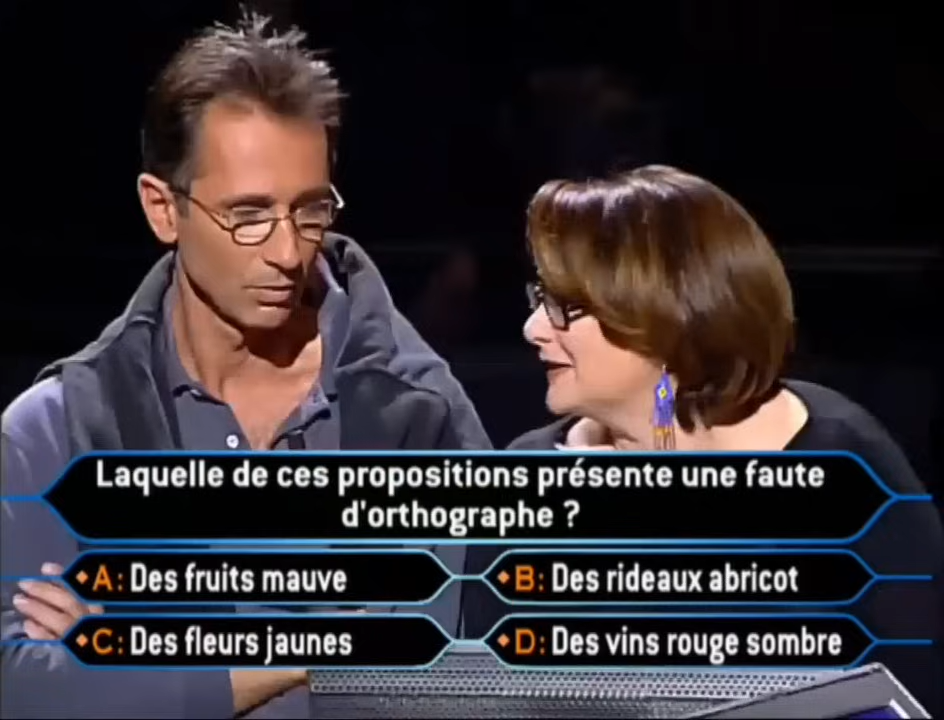 Laquelle de ces propositions présente une faute
d'orthographe ?
A: Des fruits mauve
B: Des rideaux abricot
C: Des fleurs jaunes
D: Des vins rouge sombre